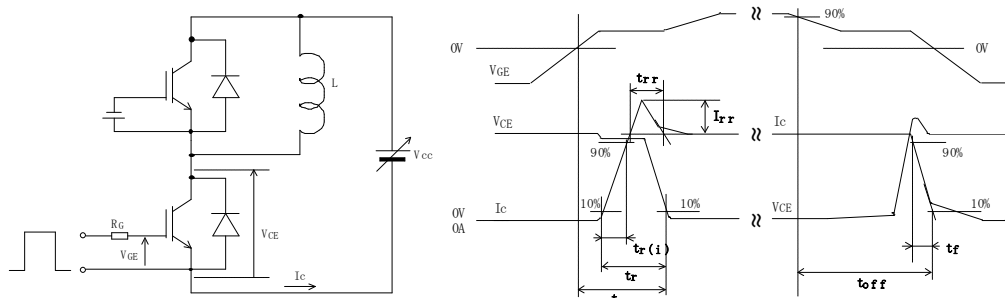 L
Vcc
RG
VGE
VCE
Ic
0V
VGE
90%
0V
trr
Irr
VCE
Ic
90%
90%
10%
10%
10%
0V
0A
Ic
VCE
tr(i)
tr
tf
toff